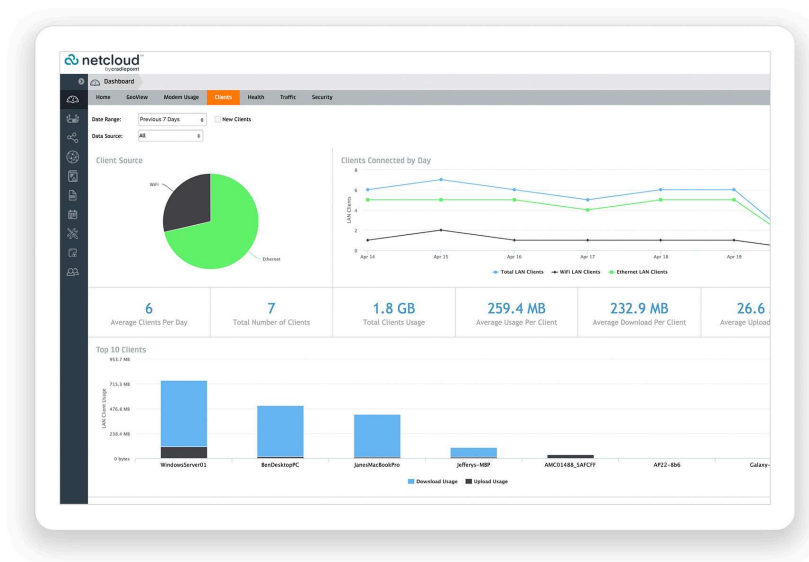 netcloud™
by cradlepoint
Dashboard
Home GeoView Modem Usage Clients Health Traffic Security
Date Range: Previous 7 Days New Clients
Data Source: All
Client Source
WiFi
Ethernet
Clients Connected by Day
8
6
4
2
0
LAN Clients
Apr 14 Apr 15 Apr 16 Apr 17 Apr 18 Apr 19
Total LAN Clients WiFi LAN Clients Ethernet LAN Clients
6 7 1.8 GB 259.4 MB 232.9 MB 26.6
Average Clients Per Day Total Number of Clients Total Clients Usage Average Usage Per Client Average Download Per Client Average Upload
Top 10 Clients
953.7 MB
715.3 MB
476.8 MB
238.4 MB
0 bytes
LAN Client Usage
WindowsServer01 BenDesktopPC JanesMacBookPro Jefferys-MBP AMC01488_5AFCFF AP22-8b6 Galaxy-
Download Usage Upload Usage